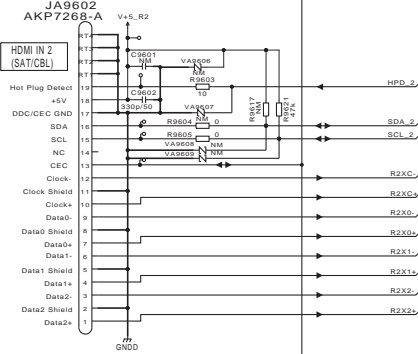 JA9602
AKP7268-A
V+5_R2
HDMI IN 2
(SAT/CBL)
RT4
RT3
RT2
RT1
C9601
NM
VA9606
NM
R9603
10
Hot Plug Detect 19
HPD_2
C9602
330p/50
+5V 18
VA9607
NM
DDC/CEC GND 17
R9617
NM
R9621
47k
SDA 16
R9604 0
SDA_2
SCL 15
R9605 0
SCL_2
NC 14
VA9608 NM
VA9609 NM
CEC 13
Clock- 12
R2XC-
Clock Shield 11
Clock+ 10
R2XC+
Data0- 9
R2X0-
Data0 Shield 8
Data0+ 7
R2X0+
Data1- 6
R2X1-
Data1 Shield 5
Data1+ 4
R2X1+
Data2- 3
R2X2-
Data2 Shield 2
Data2+ 1
R2X2+
GNDD